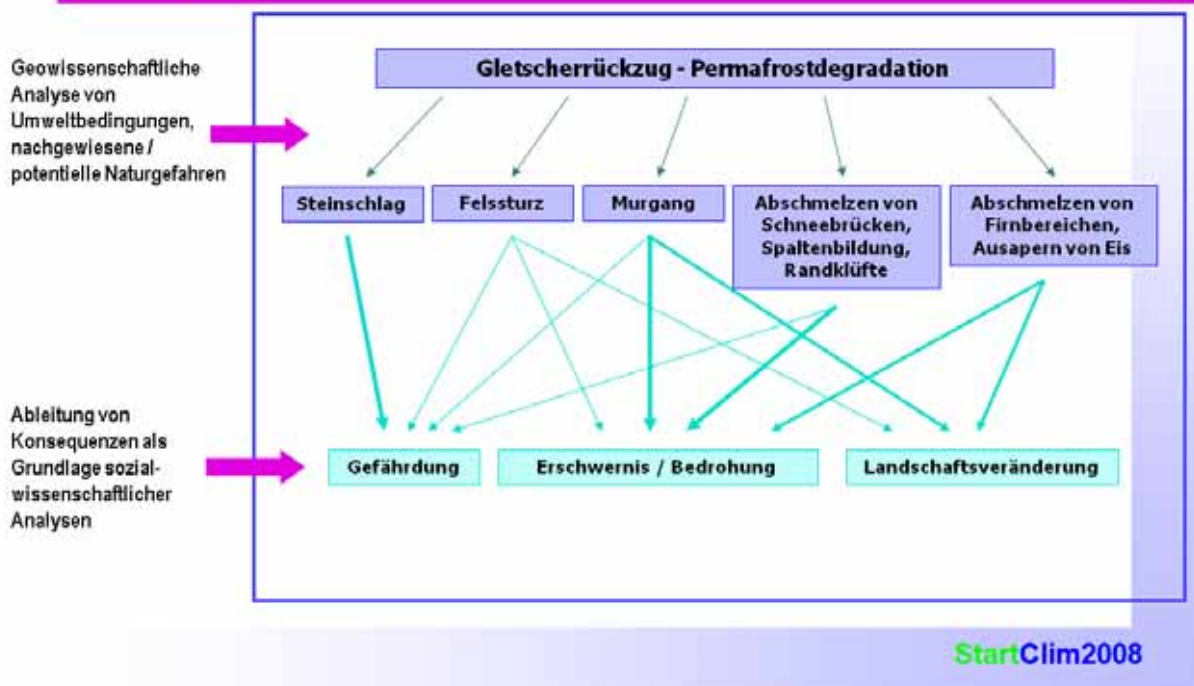 Geowissenschaftliche
Analyse von
Umweltbedingungen,
nachgewiesene /
potentielle Naturgefahren
Gletscherrückzug - Permafrostdegradation
Steinschlag
Felssturz
Murgang
Abschmelzen von
Schneebrücken,
Spaltenbildung,
Randklüfte
Abschmelzen von
Firnbereichen,
Ausapern von Eis
Ableitung von
Konsequenzen als
Grundlage sozial-
wissenschaftlicher
Analysen
Gefährdung
Erschwernis / Bedrohung
Landschaftsveränderung
StartClim2008